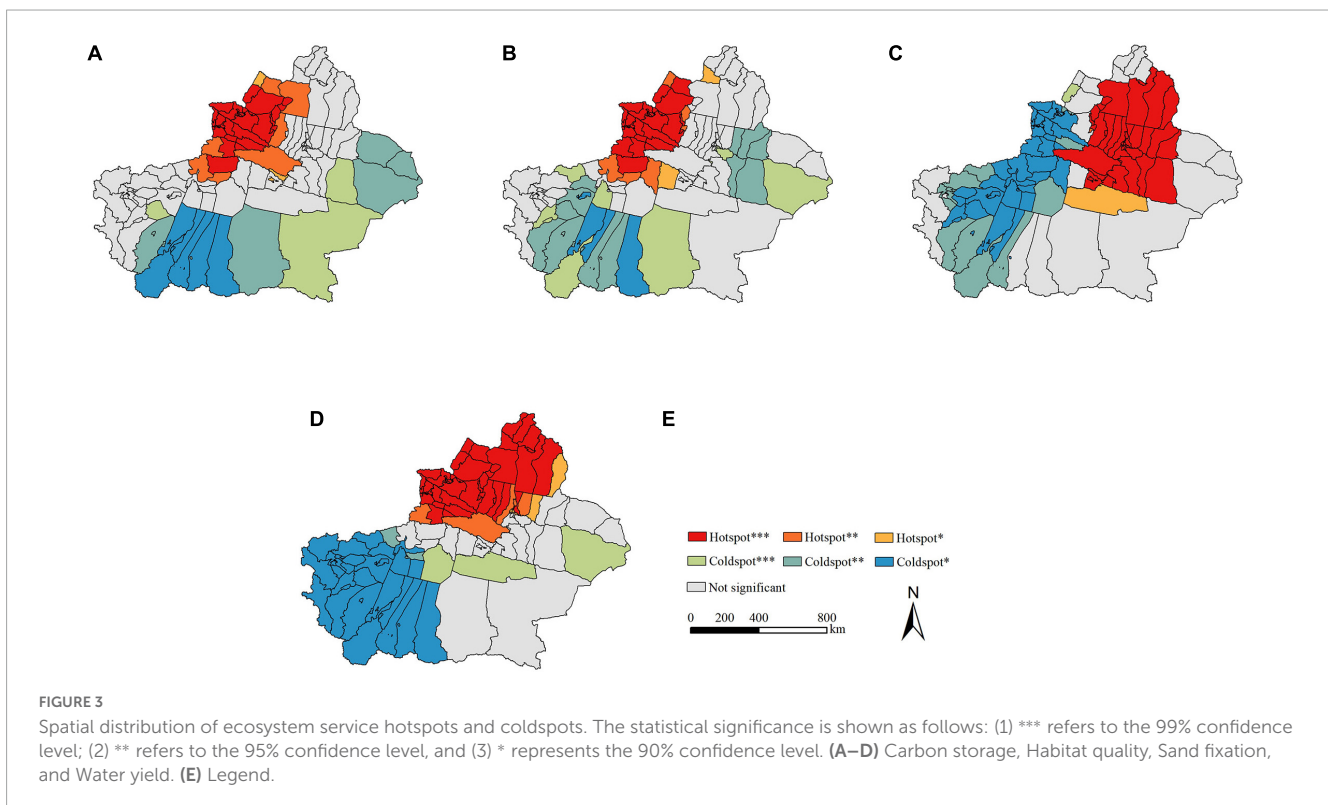 A
B
C
D
E
Hotspot*** Hotspot** Hotspot*
Coldspot*** Coldspot** Coldspot*
Not significant
N
0 200 400 800
km
FIGURE 3
Spatial distribution of ecosystem service hotspots and coldspots. The statistical significance is shown as follows: (1) *** refers to the 99% confidence
level; (2) ** refers to the 95% confidence level, and (3) * represents the 90% confidence level. (A–D) Carbon storage, Habitat quality, Sand fixation,
and Water yield. (E) Legend.